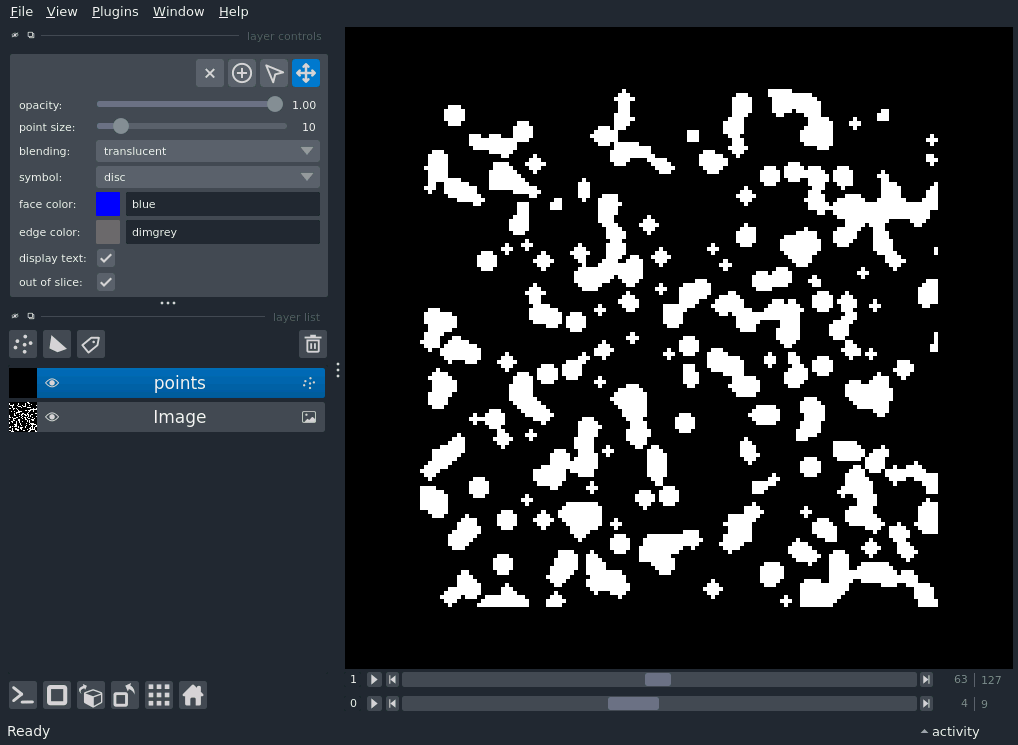 File View Plugins Window Help
layer controls
opacity: 1.00
point size: 10
blending: translucent
symbol: disc
face color: blue
edge color: dimgrey
display text:
out of slice:
layer list
points
Image
1 63 127
0 4 9
Ready activity